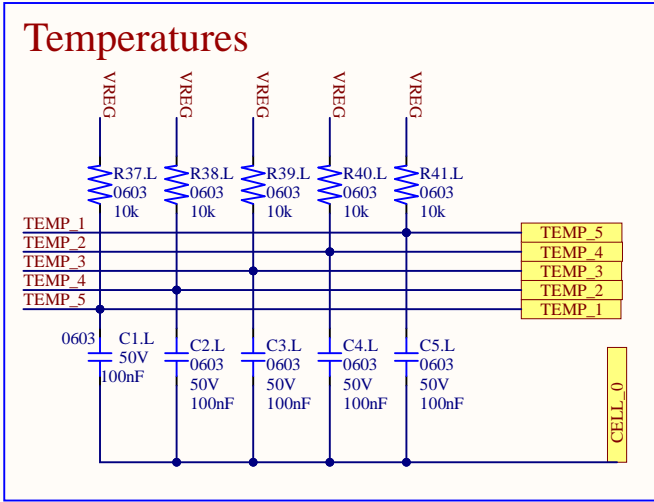 Temperatures
VREG
VREG
VREG
VREG
VREG
R37.L
0603
10k
R38.L
0603
10k
R39.L
0603
10k
R40.L
0603
10k
R41.L
0603
10k
TEMP_1
TEMP_2
TEMP_3
TEMP_4
TEMP_5
TEMP_5
TEMP_4
TEMP_3
TEMP_2
TEMP_1
0603
C1.L
50V
100nF
C2.L
0603
50V
100nF
C3.L
0603
50V
100nF
C4.L
0603
50V
100nF
C5.L
0603
50V
100nF
CELL_0